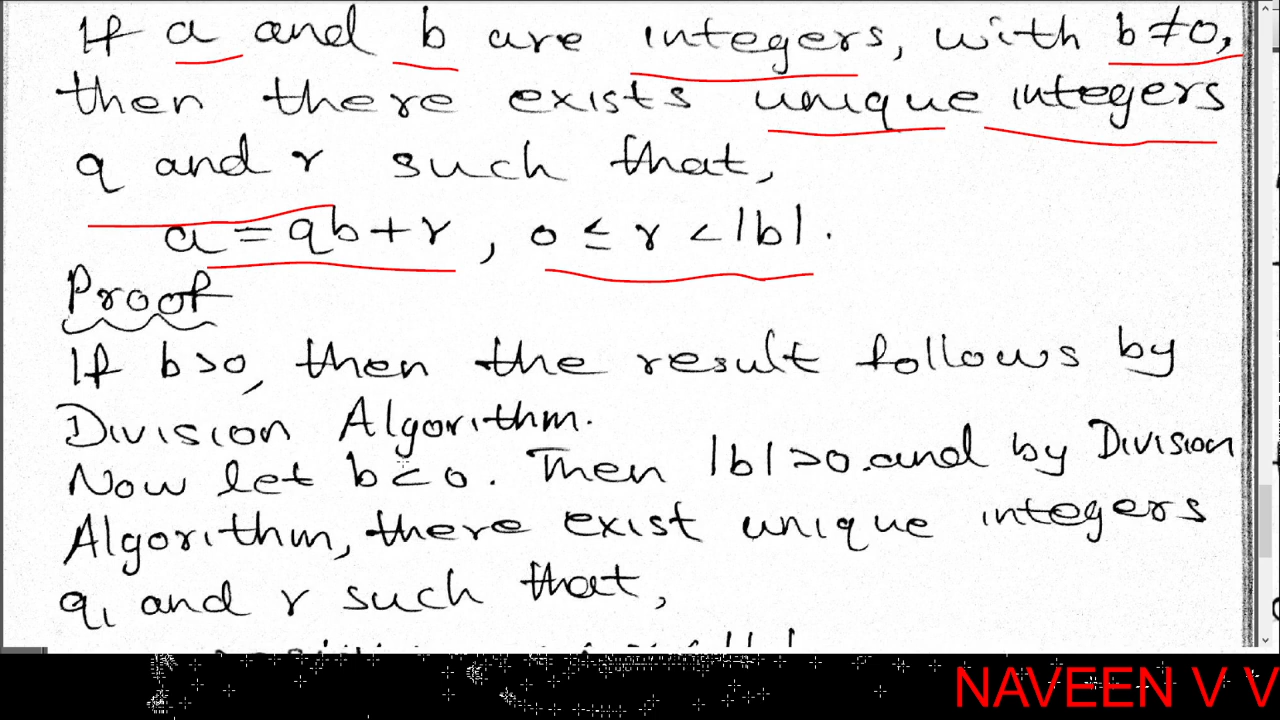 If a and b are integers, with b≠0,
then there exists unique integers
q and r such that,
a = qb + r, 0 ≤ r < |b|.
Proof
If b>0, then the result follows by
Division Algorithm.
Now let b<0. Then |b|>0. and by Division
Algorithm, there exist unique integers
q₁ and r such that,
NAVEEN V V